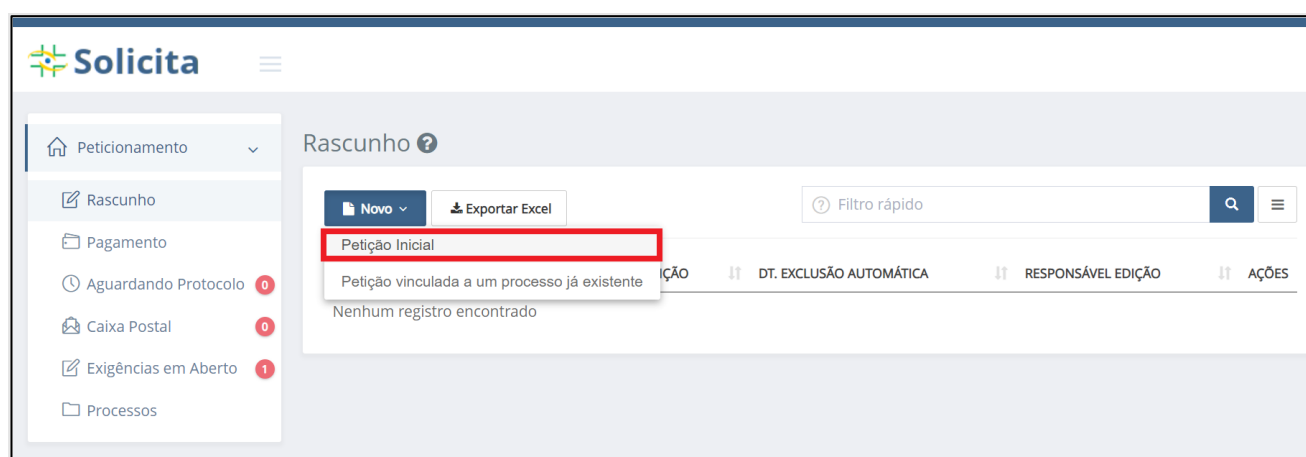 Solicita
Peticionamento
Rascunho
Pagamento
Aguardando Protocolo 0
Caixa Postal 0
Exigências em Aberto 1
Processos
Rascunho
Novo Exportar Excel Filtro rápido
Petição Inicial
Petição vinculada a um processo já existente
DT. EXCLUSÃO AUTOMÁTICA RESPONSÁVEL EDIÇÃO AÇÕES
Nenhum registro encontrado